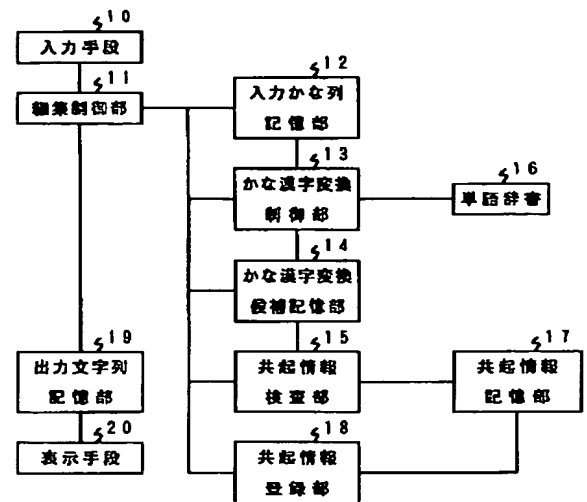 10
入力手段
11
編集制御部
12
入力かな列
記憶部
13
かな漢字変換
制御部
16
単語辞書
14
かな漢字変換
候補記憶部
15
共起情報
検査部
17
共起情報
記憶部
19
出力文字列
記憶部
18
共起情報
登録部
20
表示手段